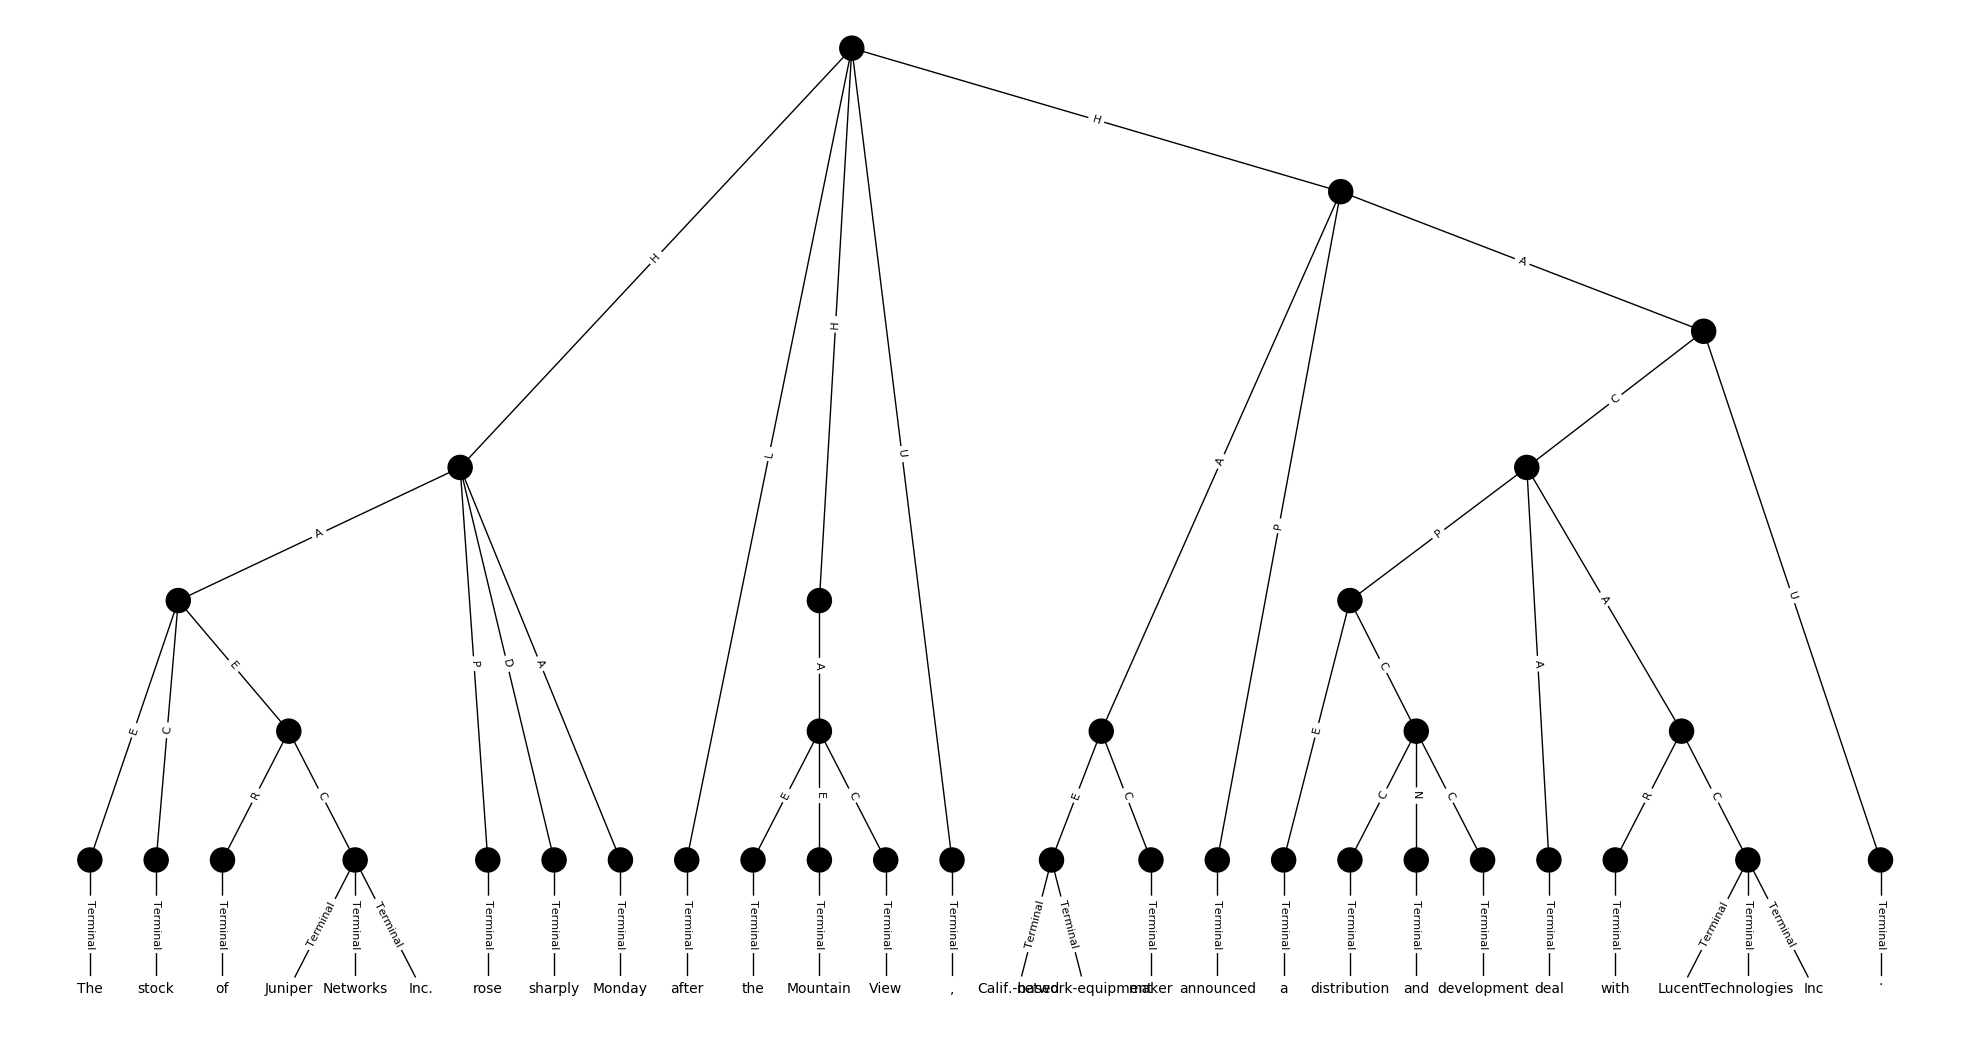 H
H
A
H
L
H
U
A
P
C
A
P
D
A
A
P
A
A
U
E
C
E
C
E
C
R
C
E
E
C
E
C
C
N
C
R
C
Terminal Terminal Terminal Terminal Terminal Terminal Terminal Terminal Terminal Terminal Terminal Terminal Terminal Terminal Terminal Terminal Terminal Terminal Terminal Terminal Terminal Terminal Terminal Terminal Terminal Terminal Terminal Terminal
The stock of Juniper Networks Inc. rose sharply Monday after the Mountain View , Calif.-based network-equipment maker announced a distribution and development deal with Lucent Technologies Inc .